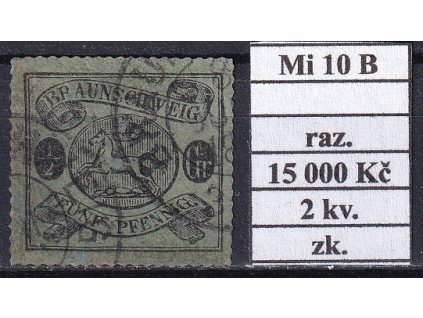 BRAUNSCHWEIG
FÜNF PFENNIG
Mi 10 B
raz.
15 000 Kč
2 kv.
zk.